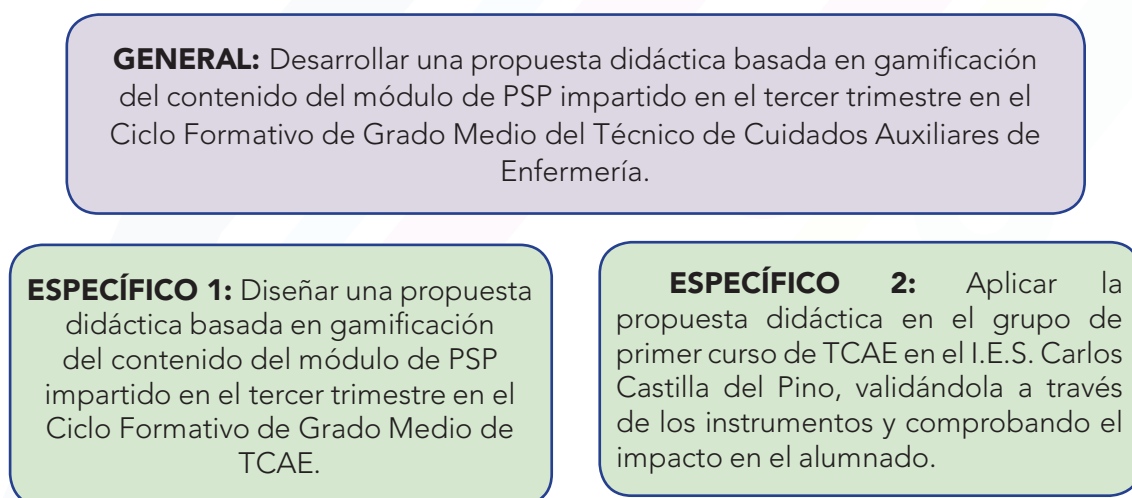 GENERAL: Desarrollar una propuesta didáctica basada en gamificación
del contenido del módulo de PSP impartido en el tercer trimestre en el
Ciclo Formativo de Grado Medio del Técnico de Cuidados Auxiliares de
Enfermería.
ESPECÍFICO 1: Diseñar una propuesta
didáctica basada en gamificación
del contenido del módulo de PSP
impartido en el tercer trimestre en el
Ciclo Formativo de Grado Medio de
TCAE.
ESPECÍFICO 2: Aplicar la
propuesta didáctica en el grupo de
primer curso de TCAE en el I.E.S. Carlos
Castilla del Pino, validándola a través
de los instrumentos y comprobando el
impacto en el alumnado.